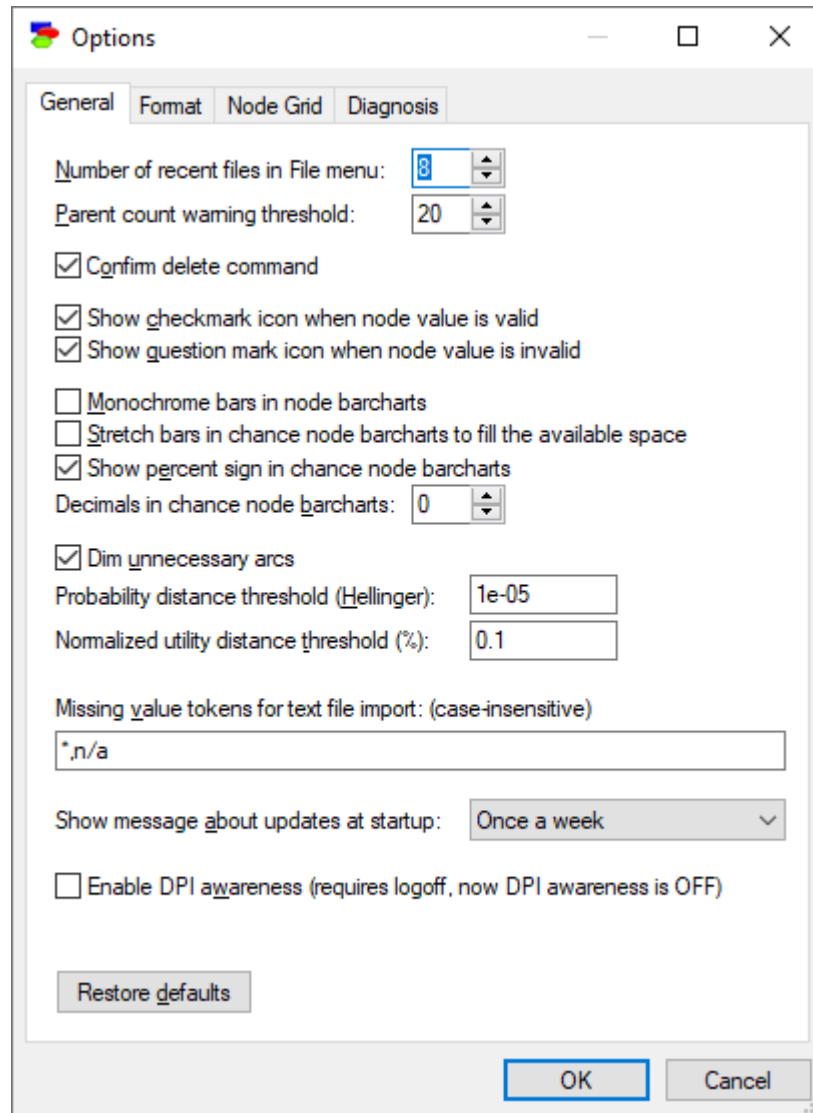 Options
General Format Node Grid Diagnosis
Number of recent files in File menu: 8
Parent count warning threshold: 20
Confirm delete command
Show checkmark icon when node value is valid
Show question mark icon when node value is invalid
Monochrome bars in node barcharts
Stretch bars in chance node barcharts to fill the available space
Show percent sign in chance node barcharts
Decimals in chance node barcharts: 0
Dim unnecessary arcs
Probability distance threshold (Hellinger): 1e-05
Normalized utility distance threshold (%): 0.1
Missing value tokens for text file import: (case-insensitive)
*,n/a
Show message about updates at startup: Once a week
Enable DPI awareness (requires logoff, now DPI awareness is OFF)
Restore defaults
OK Cancel